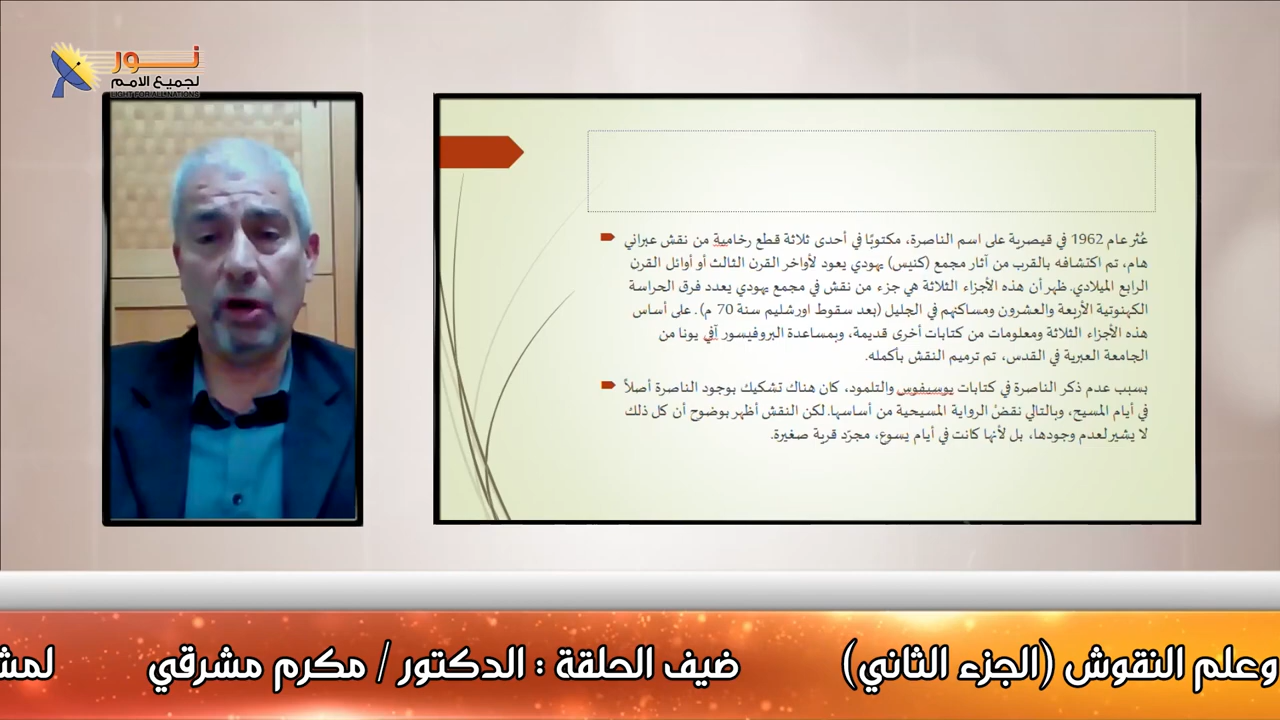 نور
لجميع الامم
LIGHT FOR ALL NATIONS
عُثر عام 1962 في قيصرية على اسم الناصرة، مكتوبًا في أحدى ثلاثة قطع رخامية من نقش عبراني
هام، تم اكتشافه بالقرب من آثار مجمع (كنيس) يهودي يعود لأواخر القرن الثالث أو أوائل القرن
الرابع الميلادي. ظهر أن هذه الأجزاء الثلاثة هي جزء من نقش في مجمع يهودي يعدد فرق الحراسة
الكهنوتية الأربعة والعشرون ومساكنهم في الجليل (بعد سقوط اورشليم سنة 70 م). على أساس
هذه الأجزاء الثلاثة ومعلومات من كتابات أخرى قديمة، وبمساعدة البروفيسور آفي يونا من
الجامعة العبرية في القدس، تم ترميم النقش بأكمله.
بسبب عدم ذكر الناصرة في كتابات يوسيفوس والتلمود، كان هناك تشكيك بوجود الناصرة أصلاً
في أيام المسيح، وبالتالي نقضُ الرواية المسيحية من أساسها. لكن النقش أظهر بوضوح أن كل ذلك
لا يشير لعدم وجودها، بل لأنها كانت في أيام يسوع، مجرّد قرية صغيرة.
وعلم النقوش (الجزء الثاني) ضيف الحلقة : الدكتور / مكرم مشرقي لمش